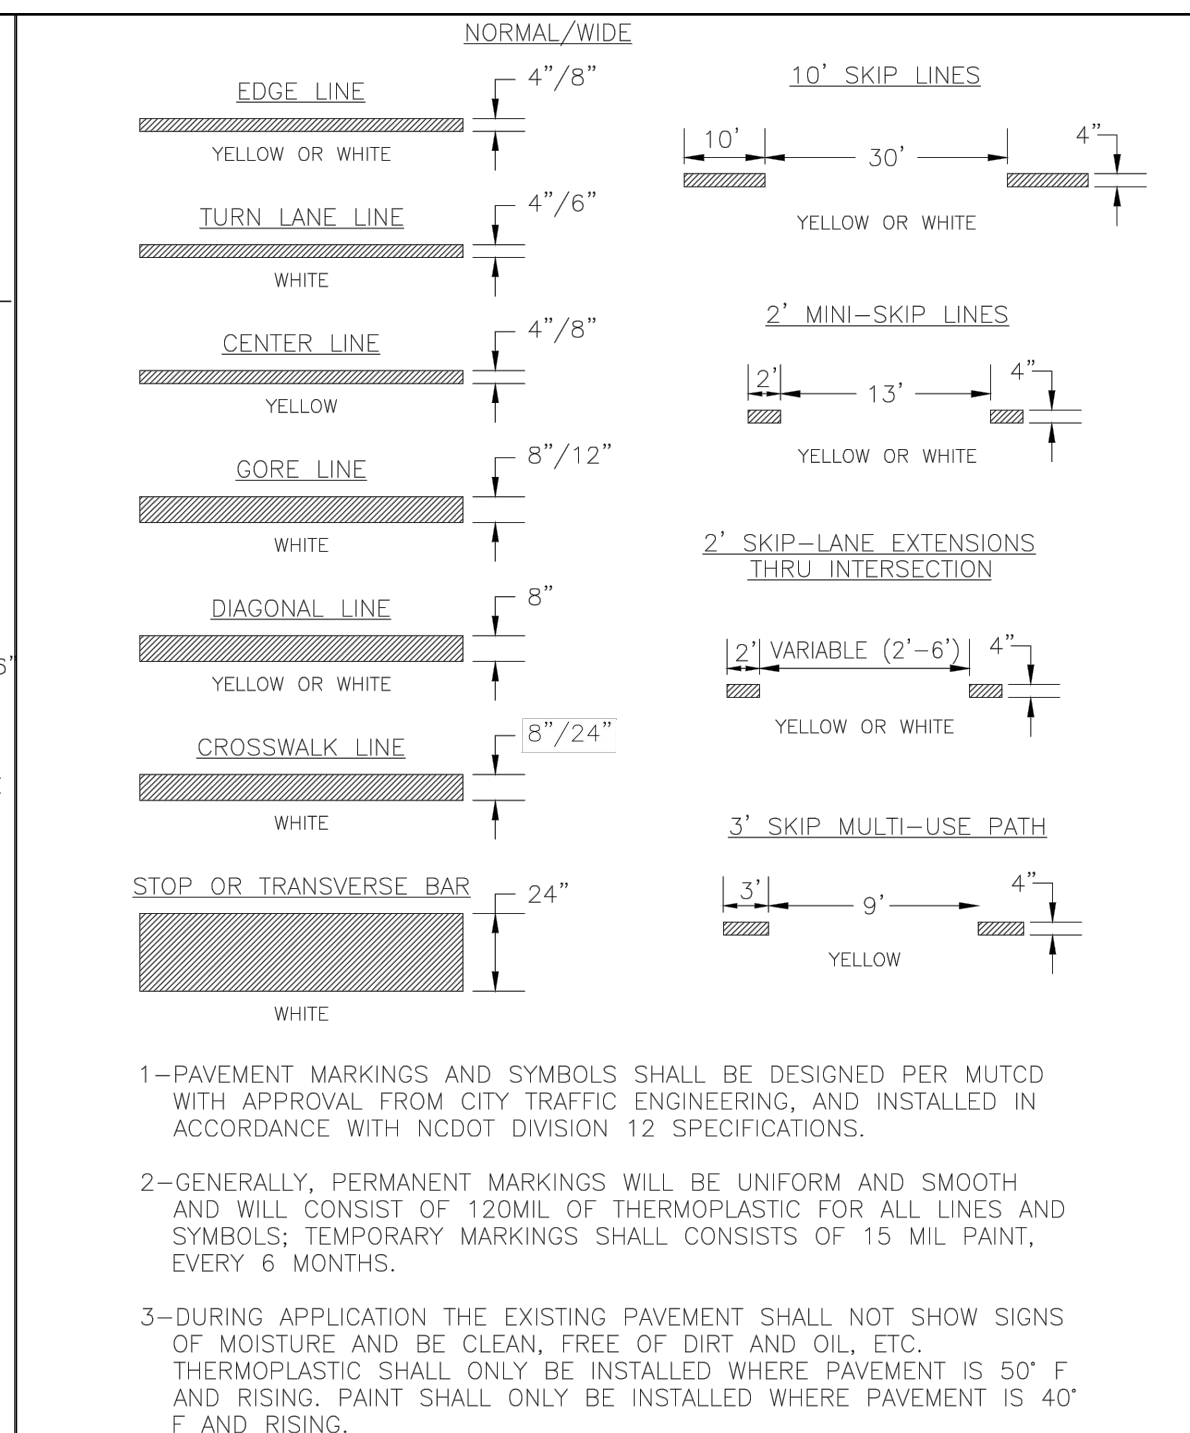 NORMAL/WIDE
EDGE LINE
4”/8”
YELLOW OR WHITE
TURN LANE LINE
4”/6”
WHITE
CENTER LINE
4”/8”
YELLOW
GORE LINE
8”/12”
WHITE
DIAGONAL LINE
8”
YELLOW OR WHITE
CROSSWALK LINE
8”/24”
WHITE
STOP OR TRANSVERSE BAR
24”
WHITE
10’ SKIP LINES
10’
30’
4”
YELLOW OR WHITE
2’ MINI–SKIP LINES
2’
13’
4”
YELLOW OR WHITE
2’ SKIP–LANE EXTENSIONS
THRU INTERSECTION
2’
VARIABLE (2’–6’)
4”
YELLOW OR WHITE
3’ SKIP MULTI–USE PATH
3’
9’
4”
YELLOW
1–PAVEMENT MARKINGS AND SYMBOLS SHALL BE DESIGNED PER MUTCD
WITH APPROVAL FROM CITY TRAFFIC ENGINEERING, AND INSTALLED IN
ACCORDANCE WITH NCDOT DIVISION 12 SPECIFICATIONS.
2–GENERALLY, PERMANENT MARKINGS WILL BE UNIFORM AND SMOOTH
AND WILL CONSIST OF 120MIL OF THERMOPLASTIC FOR ALL LINES AND
SYMBOLS; TEMPORARY MARKINGS SHALL CONSISTS OF 15 MIL PAINT,
EVERY 6 MONTHS.
3–DURING APPLICATION THE EXISTING PAVEMENT SHALL NOT SHOW SIGNS
OF MOISTURE AND BE CLEAN, FREE OF DIRT AND OIL, ETC.
THERMOPLASTIC SHALL ONLY BE INSTALLED WHERE PAVEMENT IS 50° F
AND RISING. PAINT SHALL ONLY BE INSTALLED WHERE PAVEMENT IS 40°
F AND RISING.